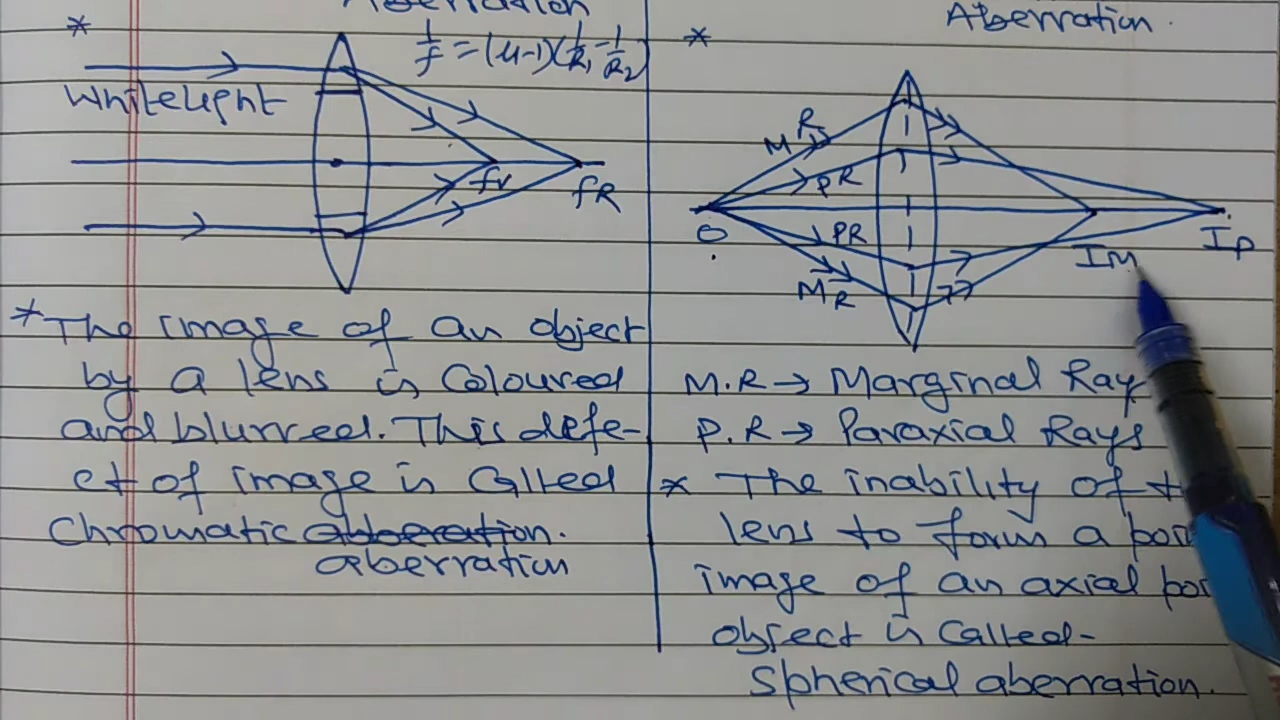 Aberration
*
1/f = (μ-1)(1/R1 - 1/R2)
White Light
fv
fR
* The image of an object
by a lens is coloured
and blurred. This defe-
ct of image is called
Chromatic abberation.
aberration
Aberration.
*
M R
PR
O
PR
MR
IM
IP
M.R → Marginal Ray
P.R → Paraxial Rays
* The inability of
lens to form a
image of an axial
object is called-
Spherical aberration.